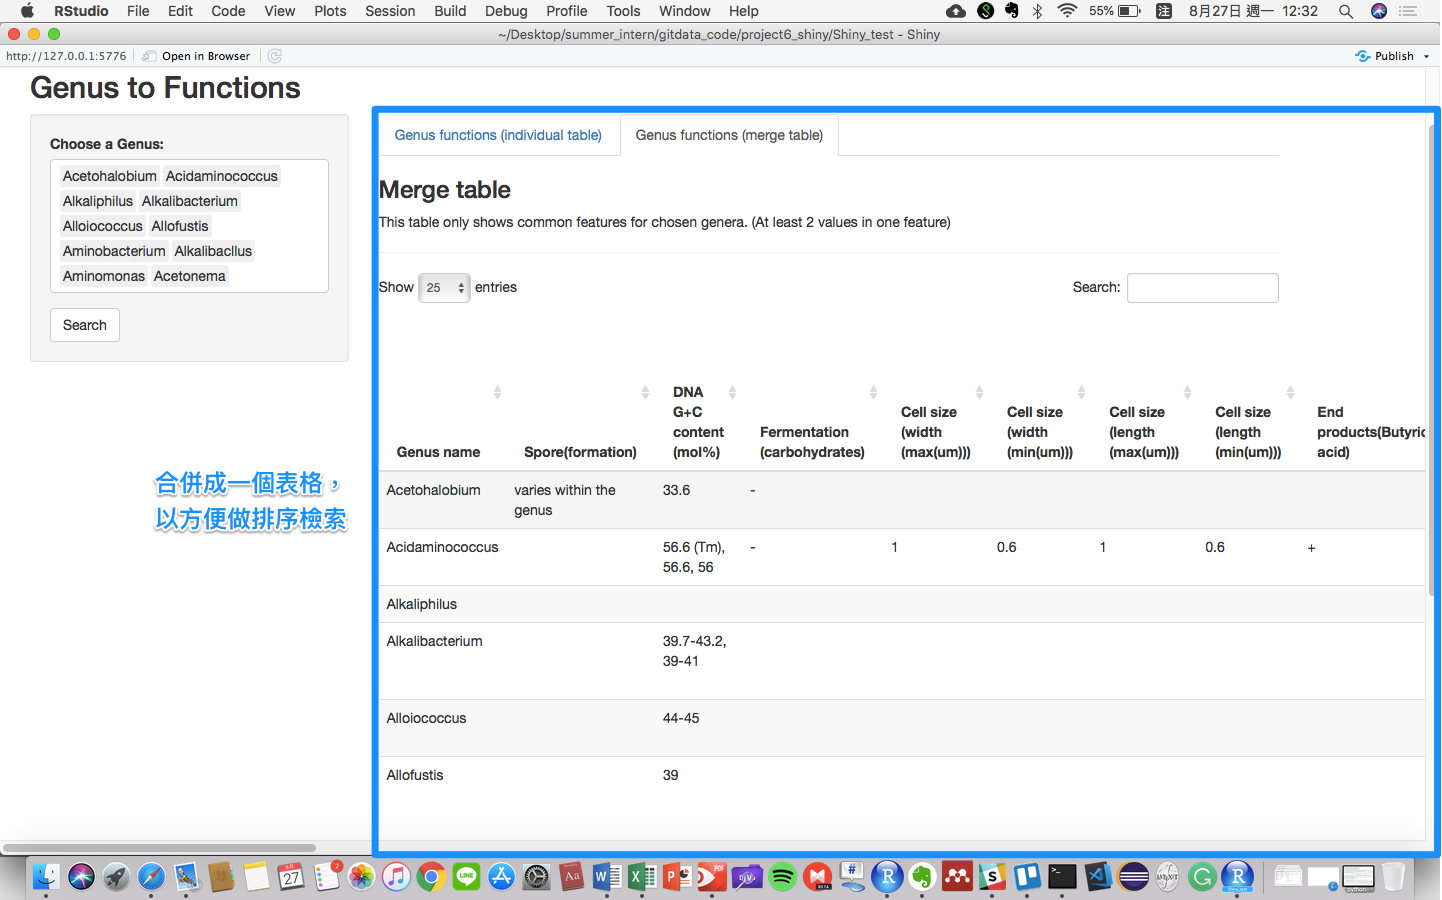 RStudio File Edit Code View Plots Session Build Debug Profile Tools Window Help 55% 注 8月27日 週一 12:32
~/Desktop/summer_intern/gitdata_code/project6_shiny/Shiny_test - Shiny
http://127.0.0.1:5776 Open in Browser Publish
Genus to Functions
Choose a Genus:
Acetohalobium Acidaminococcus
Alkaliphilus Alkalibacterium
Alloiococcus Allofustis
Aminobacterium Alkalibacllus
Aminomonas Acetonema
Search
合併成一個表格，
以方便做排序檢索
Genus functions (individual table) Genus functions (merge table)
Merge table
This table only shows common features for chosen genera. (At least 2 values in one feature)
Show 25 entries Search:
DNA
G+C Cell size Cell size Cell size Cell size End
content Fermentation (width (width (length (length products(Butyric
Genus name Spore(formation) (mol%) (carbohydrates) (max(um))) (min(um))) (max(um))) (min(um))) acid)
Acetohalobium varies within the 33.6 -
genus
Acidaminococcus 56.6 (Tm), - 1 0.6 1 0.6 +
56.6, 56
Alkaliphilus
Alkalibacterium 39.7-43.2,
39-41
Alloiococcus 44-45
Allofustis 39